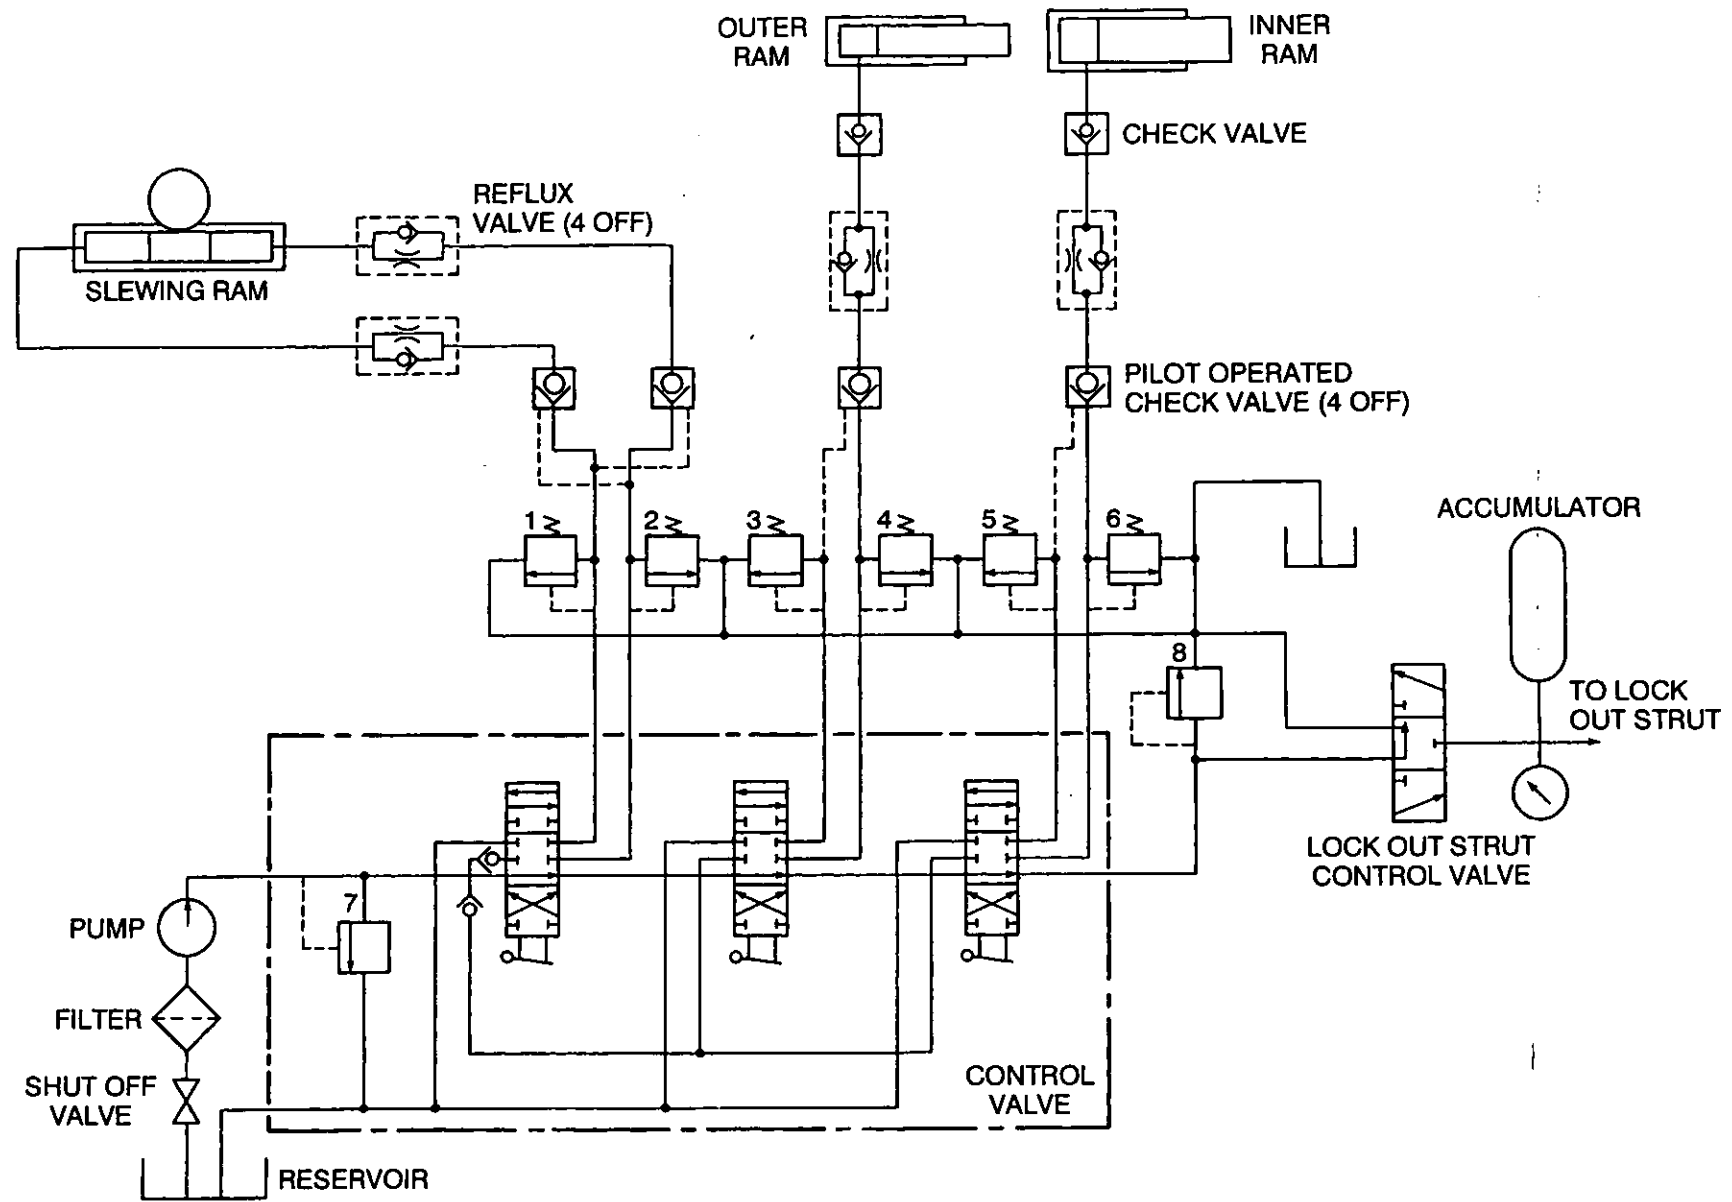 OUTER
RAM
INNER
RAM
CHECK VALVE
REFLUX
VALVE (4 OFF)
SLEWING RAM
PILOT OPERATED
CHECK VALVE (4 OFF)
1
2
3
4
5
6
ACCUMULATOR
8
TO LOCK
OUT STRUT
LOCK OUT STRUT
CONTROL VALVE
7
PUMP
FILTER
SHUT OFF
VALVE
CONTROL
VALVE
RESERVOIR